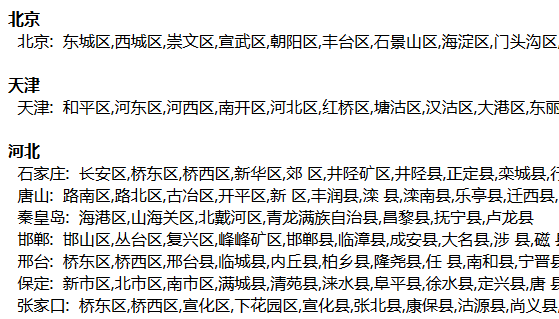 北京
北京: 东城区,西城区,崇文区,宣武区,朝阳区,丰台区,石景山区,海淀区,门头沟区,
天津
天津: 和平区,河东区,河西区,南开区,河北区,红桥区,塘沽区,汉沽区,大港区,东丽
河北
石家庄: 长安区,桥东区,桥西区,新华区,郊 区,井陉矿区,井陉县,正定县,栾城县,行
唐山: 路南区,路北区,古冶区,开平区,新 区,丰润县,滦 县,滦南县,乐亭县,迁西县,
秦皇岛: 海港区,山海关区,北戴河区,青龙满族自治县,昌黎县,抚宁县,卢龙县
邯郸: 邯山区,丛台区,复兴区,峰峰矿区,邯郸县,临漳县,成安县,大名县,涉 县,磁 县
邢台: 桥东区,桥西区,邢台县,临城县,内丘县,柏乡县,隆尧县,任 县,南和县,宁晋县
保定: 新市区,北市区,南市区,满城县,清苑县,涞水县,阜平县,徐水县,定兴县,唐 县
张家口: 桥东区,桥西区,宣化区,下花园区,宣化县,张北县,康保县,沽源县,尚义县,